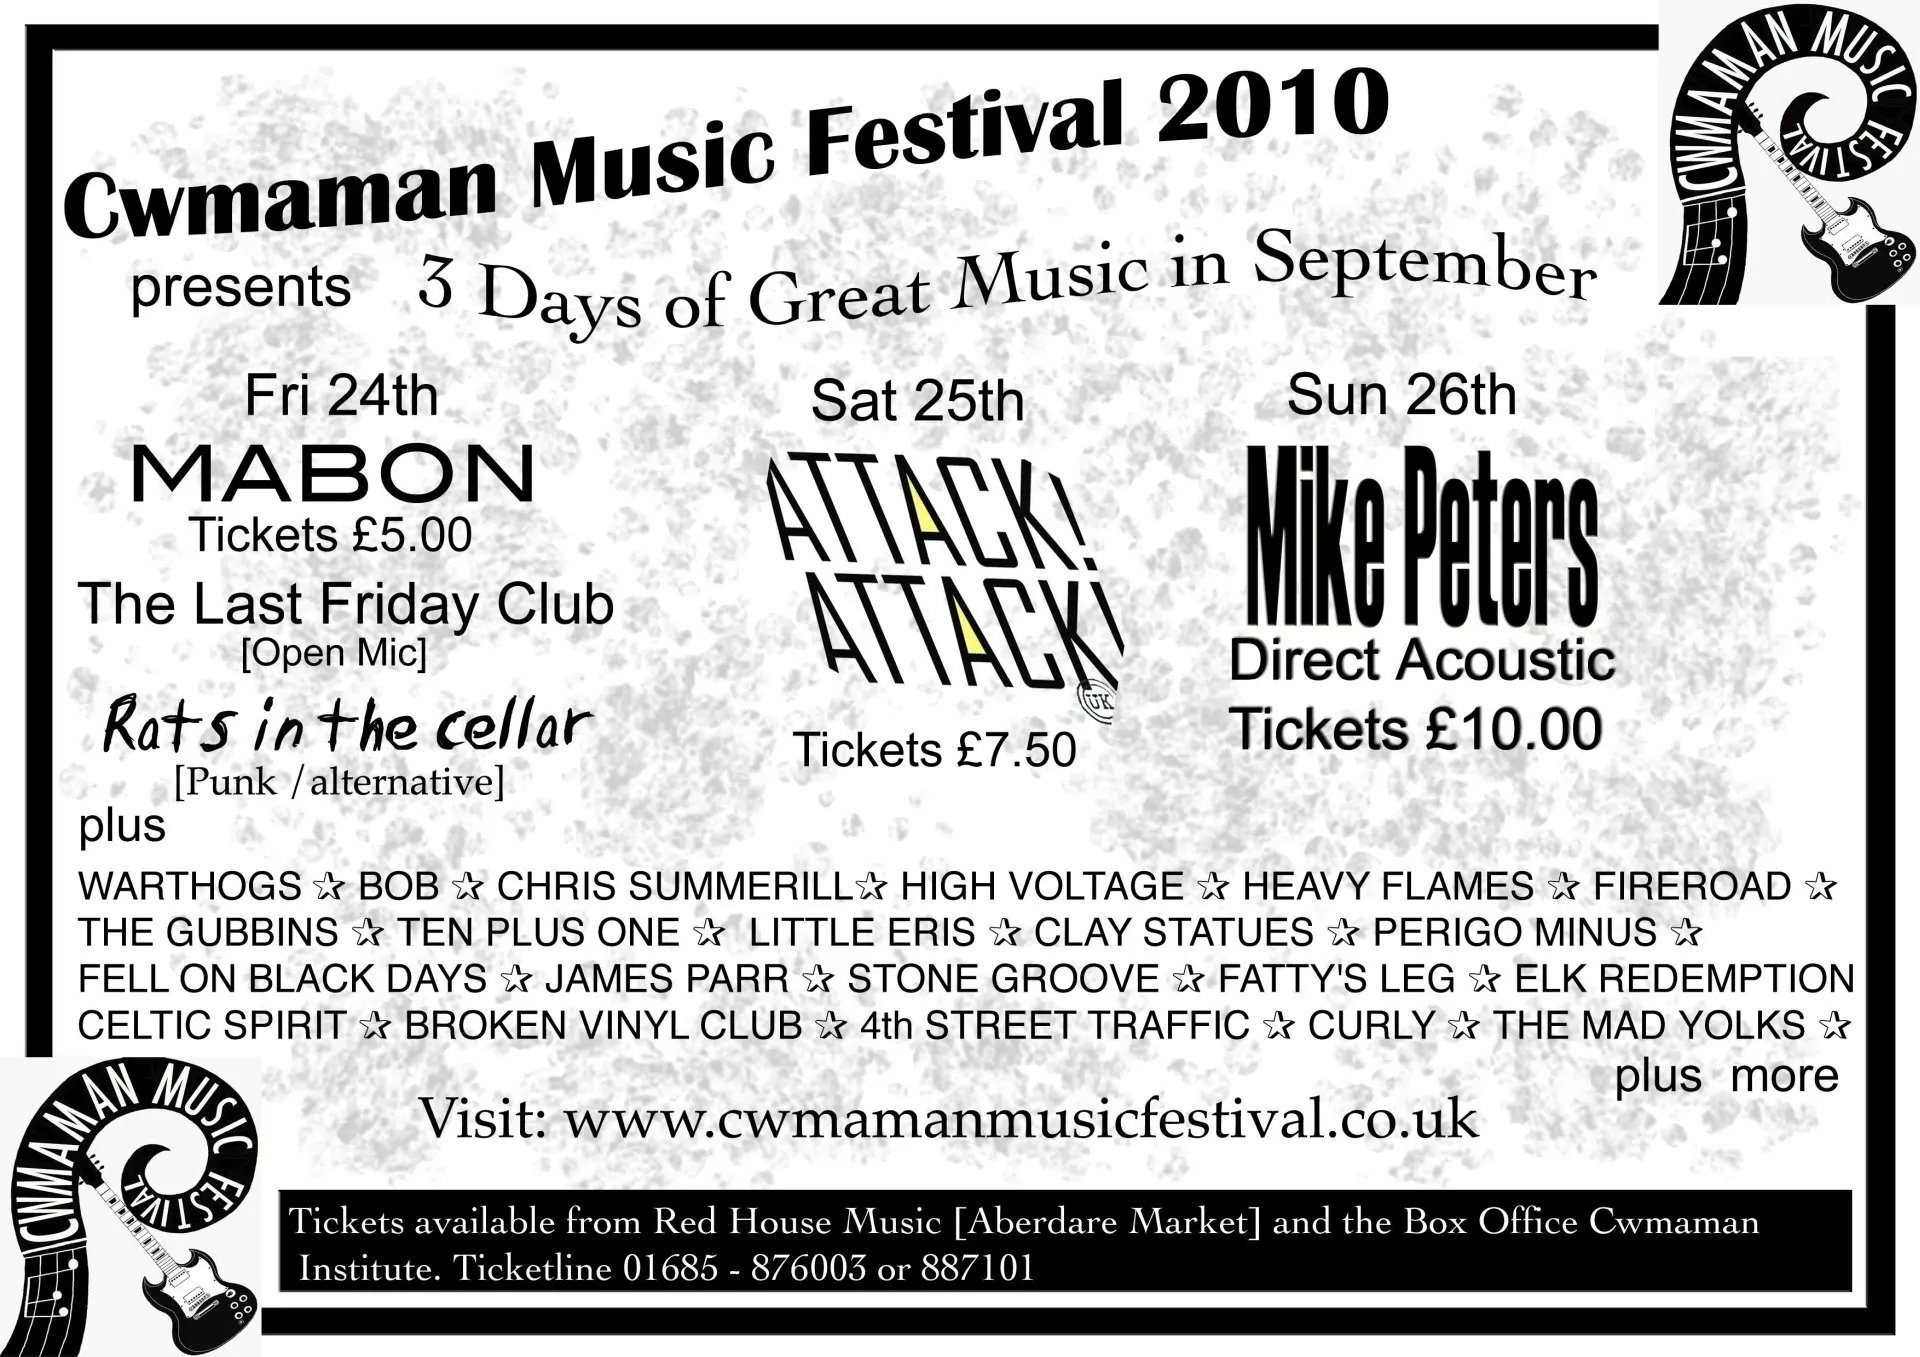 CWMAMAN MUSIC FESTIVAL
Cwmaman Music Festival 2010
presents 3 Days of Great Music in September
Fri 24th
MABON
Tickets £5.00
The Last Friday Club
[Open Mic]
Rats in the cellar
[Punk / alternative]
Sat 25th
ATTACK!
ATTACK!
UK
Tickets £7.50
Sun 26th
Mike Peters
Direct Acoustic
Tickets £10.00
plus
WARTHOGS ✰ BOB ✰ CHRIS SUMMERILL✰ HIGH VOLTAGE ✰ HEAVY FLAMES ✰ FIREROAD ✰
THE GUBBINS ✰ TEN PLUS ONE ✰ LITTLE ERIS ✰ CLAY STATUES ✰ PERIGO MINUS ✰
FELL ON BLACK DAYS ✰ JAMES PARR ✰ STONE GROOVE ✰ FATTY'S LEG ✰ ELK REDEMPTION
CELTIC SPIRIT ✰ BROKEN VINYL CLUB ✰ 4th STREET TRAFFIC ✰ CURLY ✰ THE MAD YOLKS ✰
plus more
Visit: www.cwmamanmusicfestival.co.uk
CWMAMAN MUSIC FESTIVAL
Tickets available from Red House Music [Aberdare Market] and the Box Office Cwmaman
Institute. Ticketline 01685 - 876003 or 887101